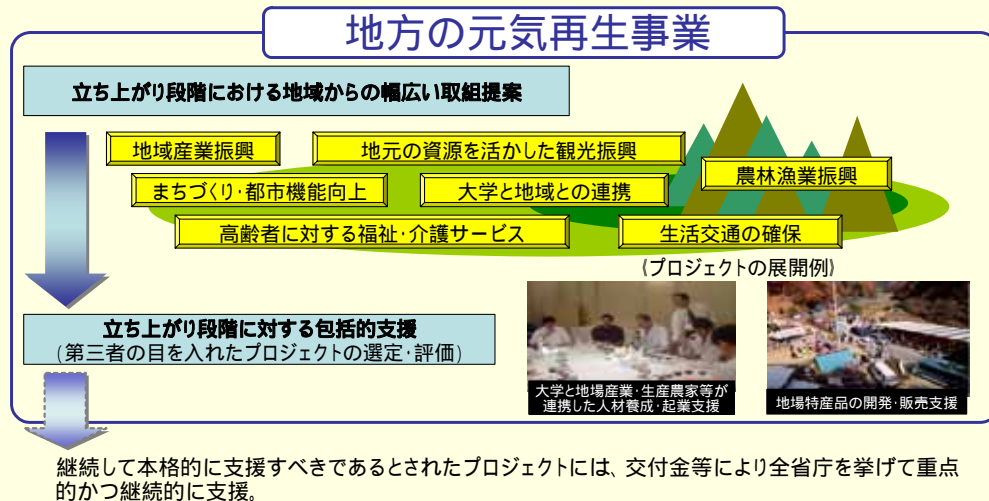 地方の元気再生事業
立ち上がり段階における地域からの幅広い取組提案
地域産業振興
地元の資源を活かした観光振興
農林漁業振興
まちづくり・都市機能向上
大学と地域との連携
高齢者に対する福祉・介護サービス
生活交通の確保
《プロジェクトの展開例》
立ち上がり段階に対する包括的支援
(第三者の目を入れたプロジェクトの選定・評価)
大学と地場産業・生産農家等が
連携した人材養成・起業支援
地場特産品の開発・販売支援
継続して本格的に支援すべきであるとされたプロジェクトには、交付金等により全省庁を挙げて重点
的かつ継続的に支援。